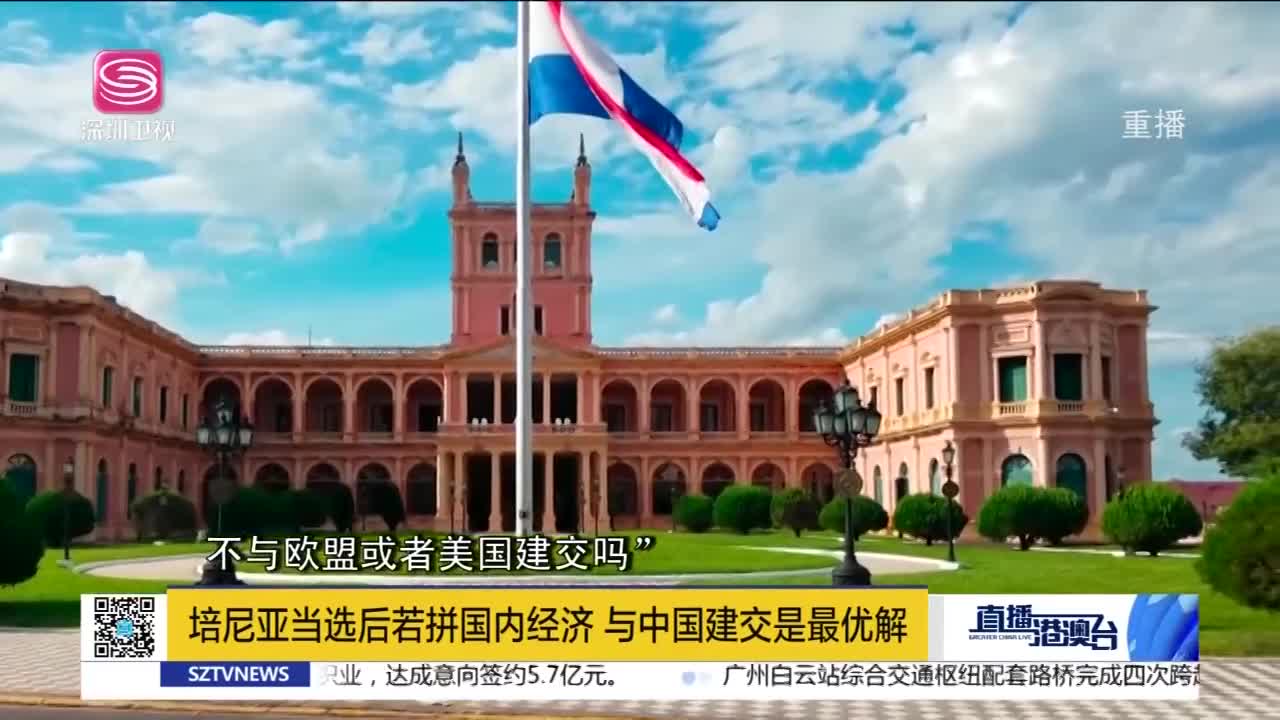 深圳卫视
重播
不与欧盟或者美国建交吗”
培尼亚当选后若拼国内经济 与中国建交是最优解
直播港澳台
GREATER CHINA LIVE
SZTVNEWS
业，达成意向签约5.7亿元。 广州白云站综合交通枢纽配套路桥完成四次跨